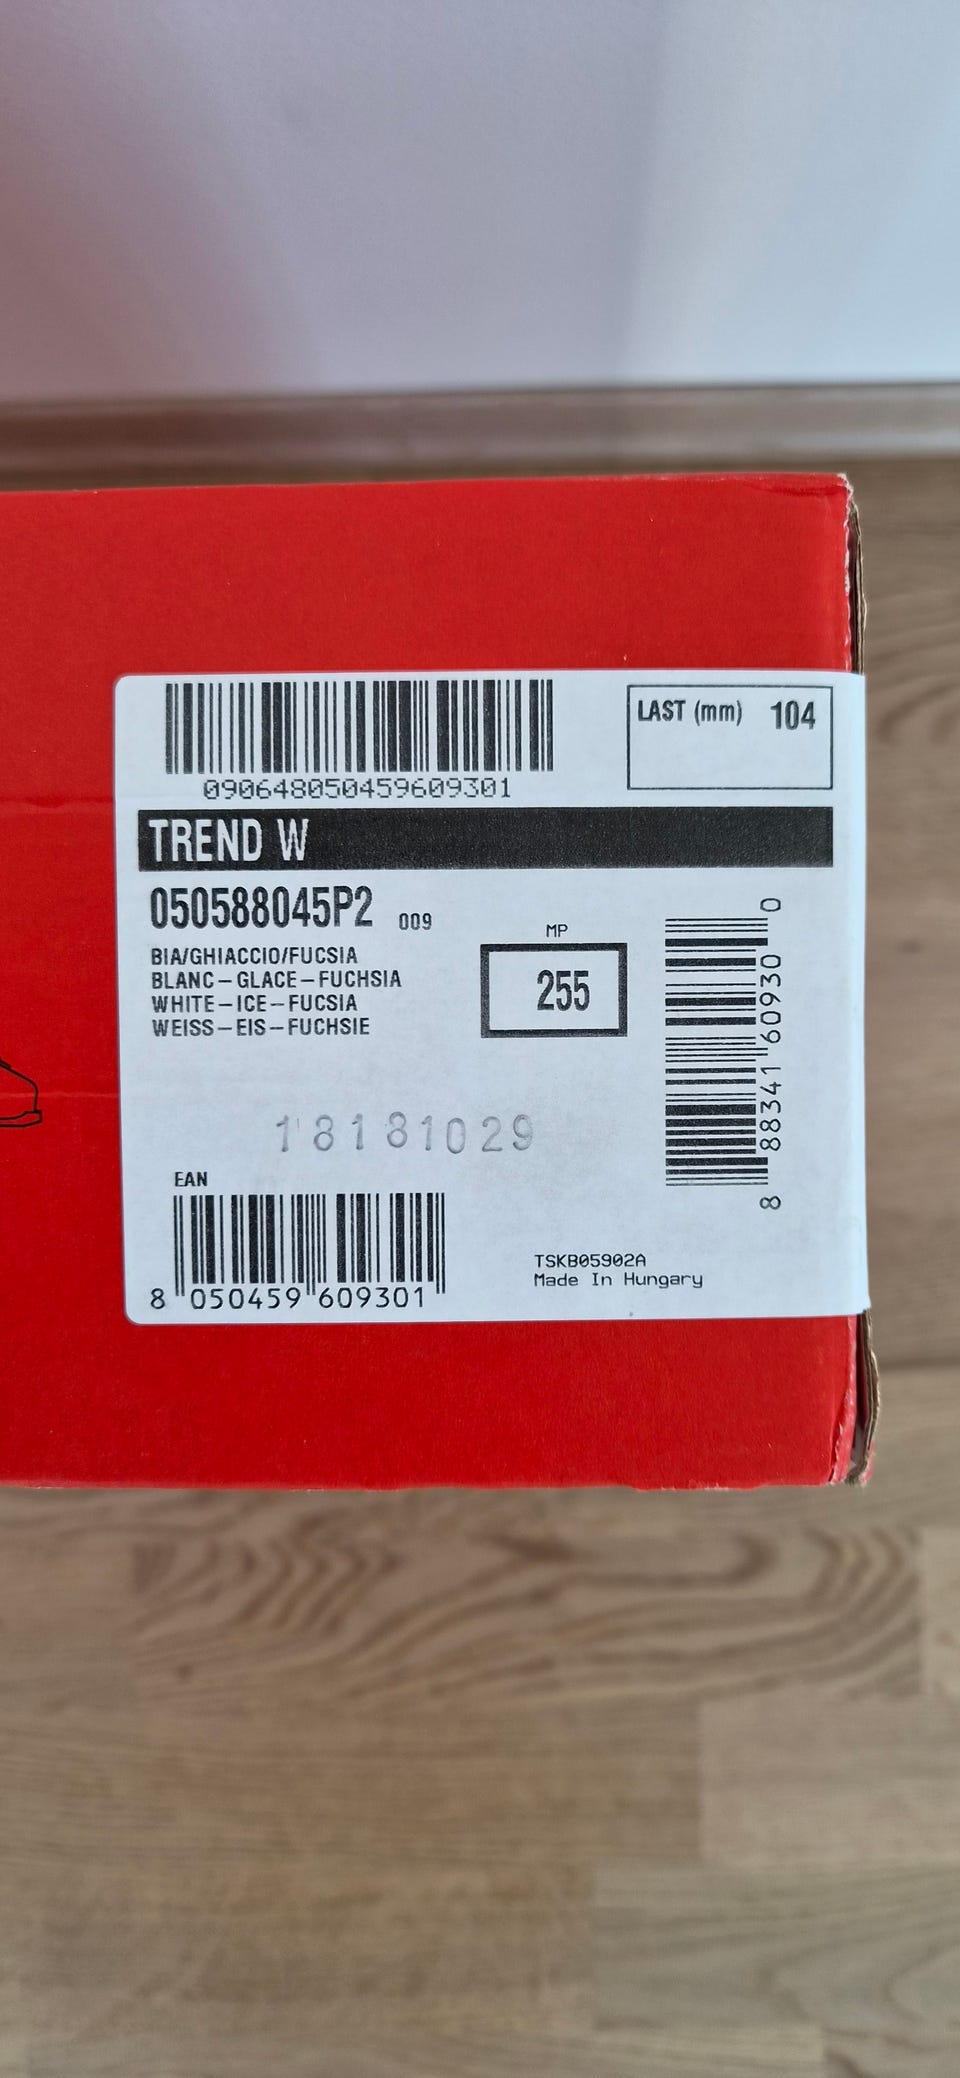 LAST (mm) 104
090648050459609301
TREND W
050588045P2 009
BIA/GHIACCIO/FUCSIA
BLANC-GLACE-FUCHSIA
WHITE-ICE-FUCSIA
WEISS-EIS-FUCHSIE
MP
255
8 88341 60930 0
18181029
EAN
8 050459 609301
TSKB05902A
Made In Hungary